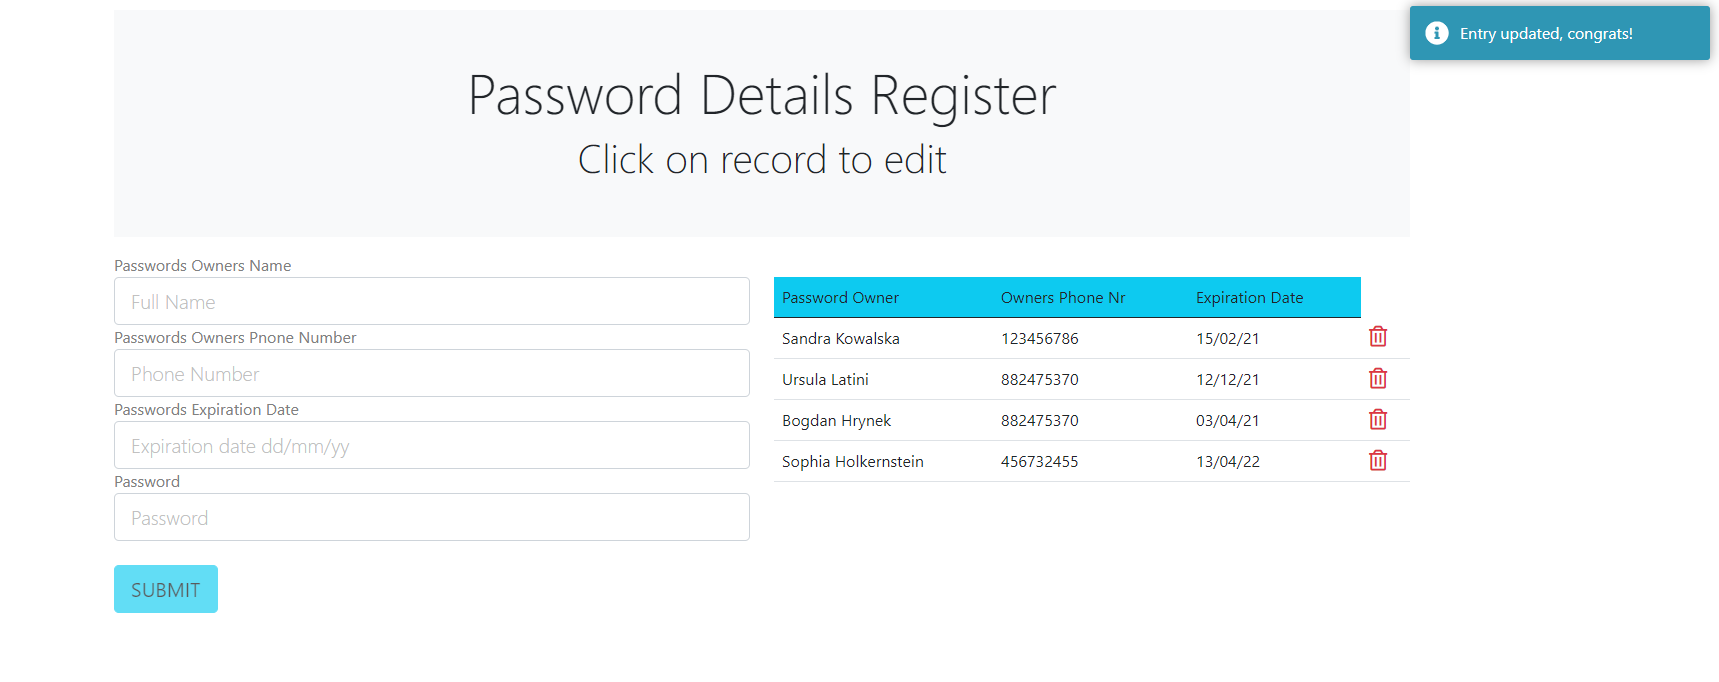 Entry updated, congrats!
Password Details Register
Click on record to edit
Passwords Owners Name
Full Name
Passwords Owners Pnone Number
Phone Number
Passwords Expiration Date
Expiration date dd/mm/yy
Password
Password
SUBMIT
Password Owner Owners Phone Nr Expiration Date
Sandra Kowalska 123456786 15/02/21
Ursula Latini 882475370 12/12/21
Bogdan Hrynek 882475370 03/04/21
Sophia Holkernstein 456732455 13/04/22